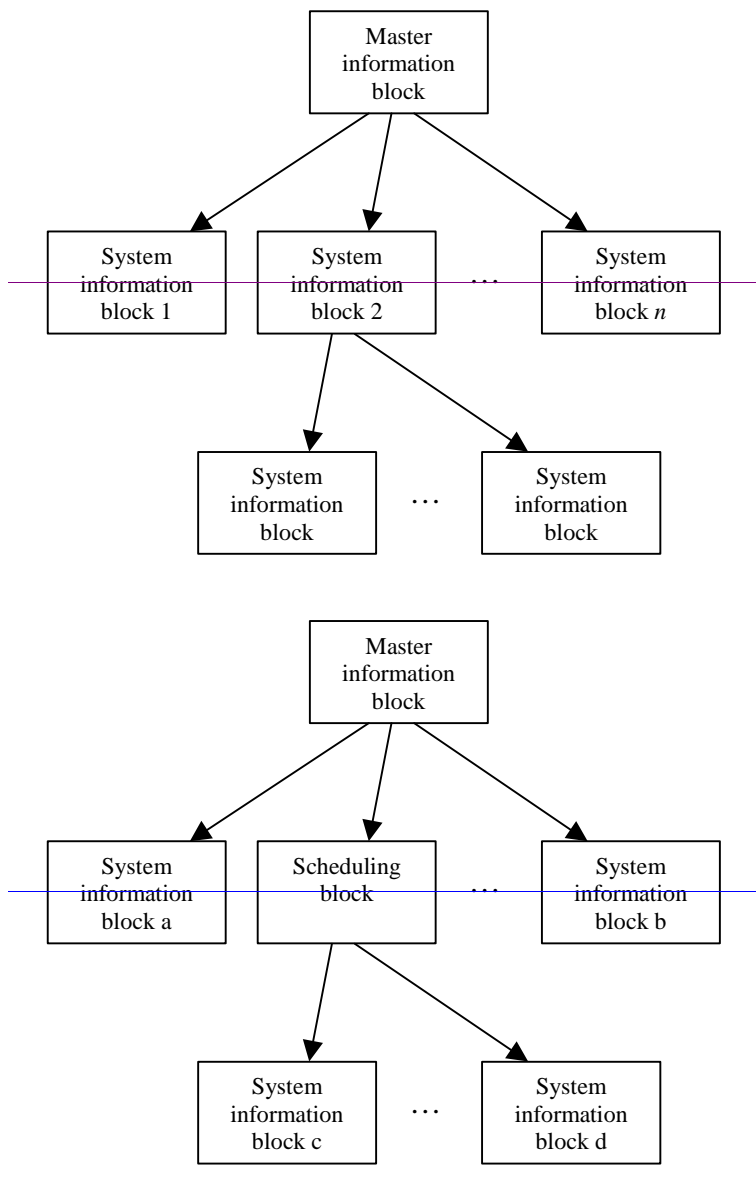 Master
information
block
System
information
block 1
System
information
block 2
…
System
information
block n
System
information
block
…
System
information
block
Master
information
block
System
information
block a
Scheduling
block
…
System
information
block b
System
information
block c
…
System
information
block d